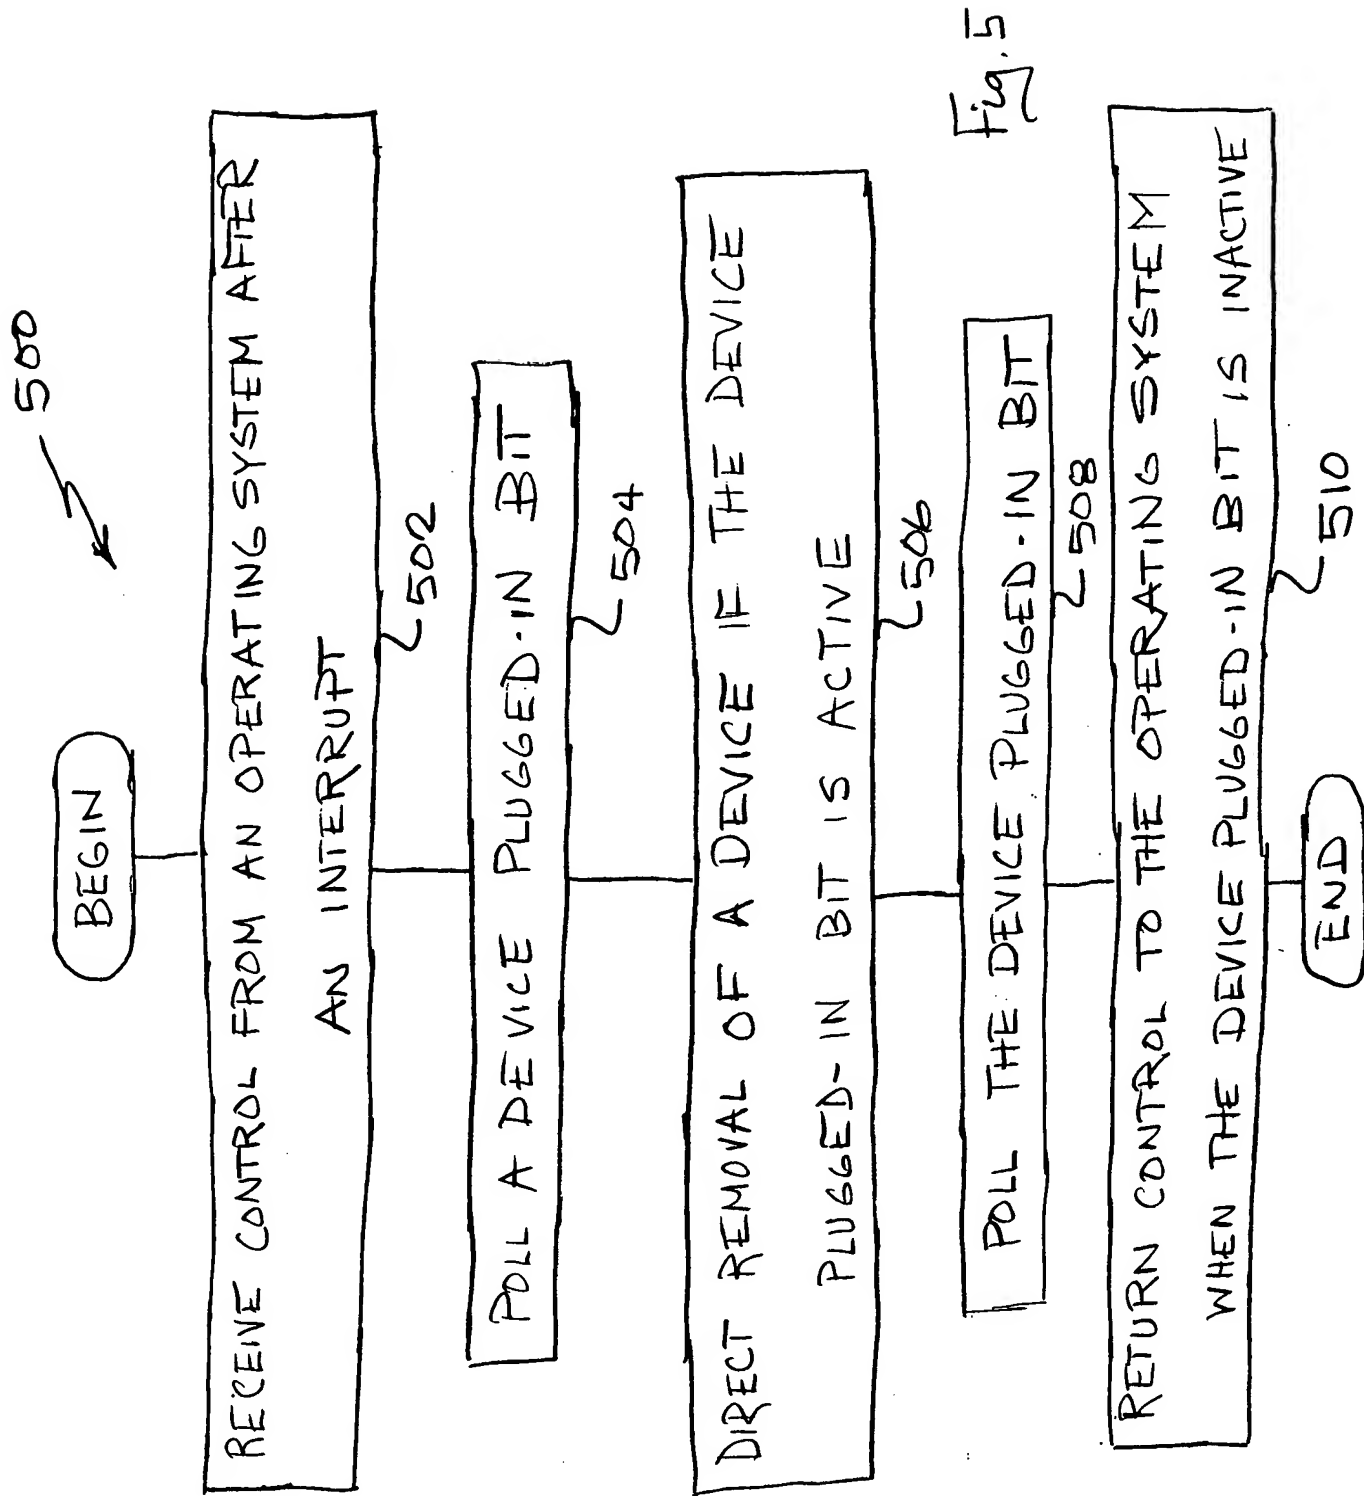 500
BEGIN
RECEIVE CONTROL FROM AN OPERATING SYSTEM AFTER
AN INTERRUPT
502
POLL A DEVICE PLUGGED-IN BIT
504
DIRECT REMOVAL OF A DEVICE IF THE DEVICE
PLUGGED-IN BIT IS ACTIVE
506
POLL THE DEVICE PLUGGED-IN BIT
508
RETURN CONTROL TO THE OPERATING SYSTEM
WHEN THE DEVICE PLUGGED-IN BIT IS INACTIVE
510
END
Fig. 5